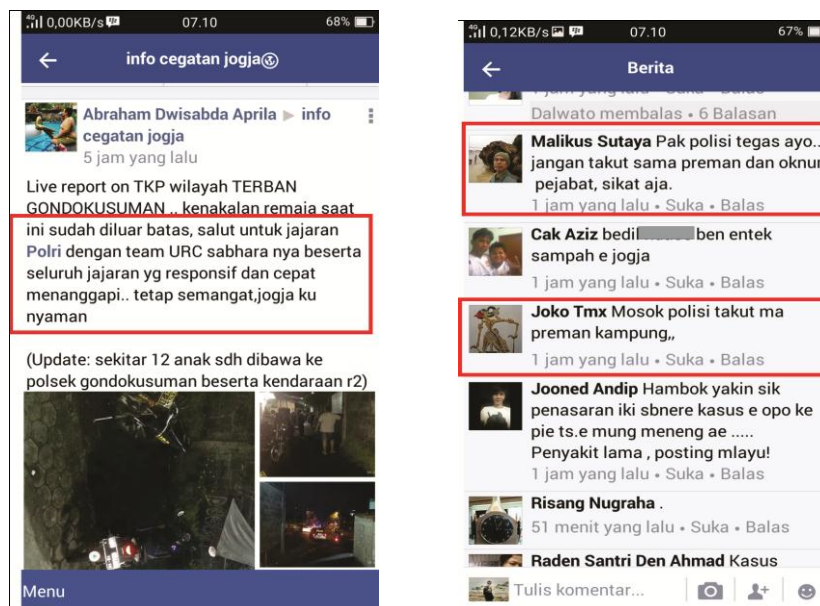 4G 0,00KB/s 07.10 68%
info cegatan jogja
Abraham Dwisabda Aprila ▶ info
cegatan jogja
5 jam yang lalu
Live report on TKP wilayah TERBAN
GONDOKUSUMAN .. kenakalan remaja saat
ini sudah diluar batas, salut untuk jajaran
Polri dengan team URC sabhara nya beserta
seluruh jajaran yg responsif dan cepat
menanggapi.. tetap semangat,jogja ku
nyaman
(Update: sekitar 12 anak sdh dibawa ke
polsek gondokusuman beserta kendaraan r2)
Menu
4G 0,12KB/s 07.10 67%
Berita
1 jam yang lalu • Suka • Balas
Dalwato membalas • 6 Balasan
Malikus Sutaya Pak polisi tegas ayo..
jangan takut sama preman dan oknum
pejabat, sikat aja.
1 jam yang lalu • Suka • Balas
Cak Aziz bedil ben entek
sampah e jogja
1 jam yang lalu • Suka • Balas
Joko Tmx Mosok polisi takut ma
preman kampung,,
1 jam yang lalu • Suka • Balas
Jooned Andip Hambok yakin sik
penasaran iki sbnere kasus e opo ke
pie ts.e mung meneng ae .....
Penyakit lama , posting mlayu!
1 jam yang lalu • Suka • Balas
Risang Nugraha .
51 menit yang lalu • Suka • Balas
Raden Santri Den Ahmad Kasus
Tulis komentar...